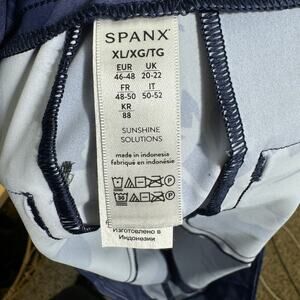 SPANX
XL/XG/TG
EUR UK
46-48 20-22
FR IT
48-50 50-52
KR
88
SUNSHINE
SOLUTIONS
made in indonesia
fabriqué en indonésie
Изготовлено в
Индонезии